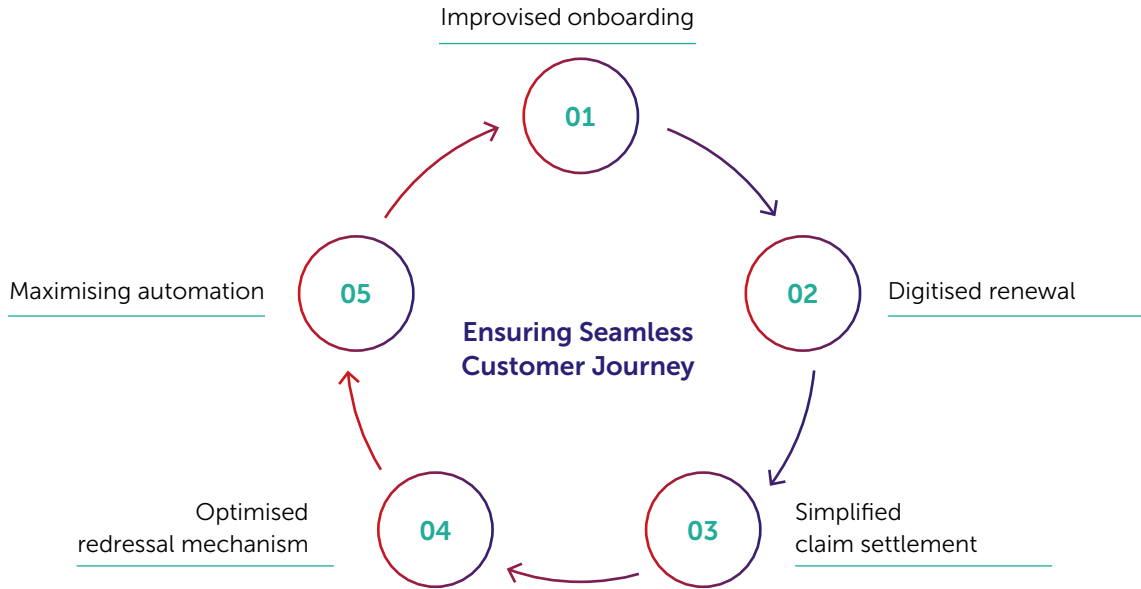 Improvised onboarding
01
02
Digitised renewal
03
Simplified
claim settlement
04
Optimised
redressal mechanism
05
Maximising automation
Ensuring Seamless
Customer Journey